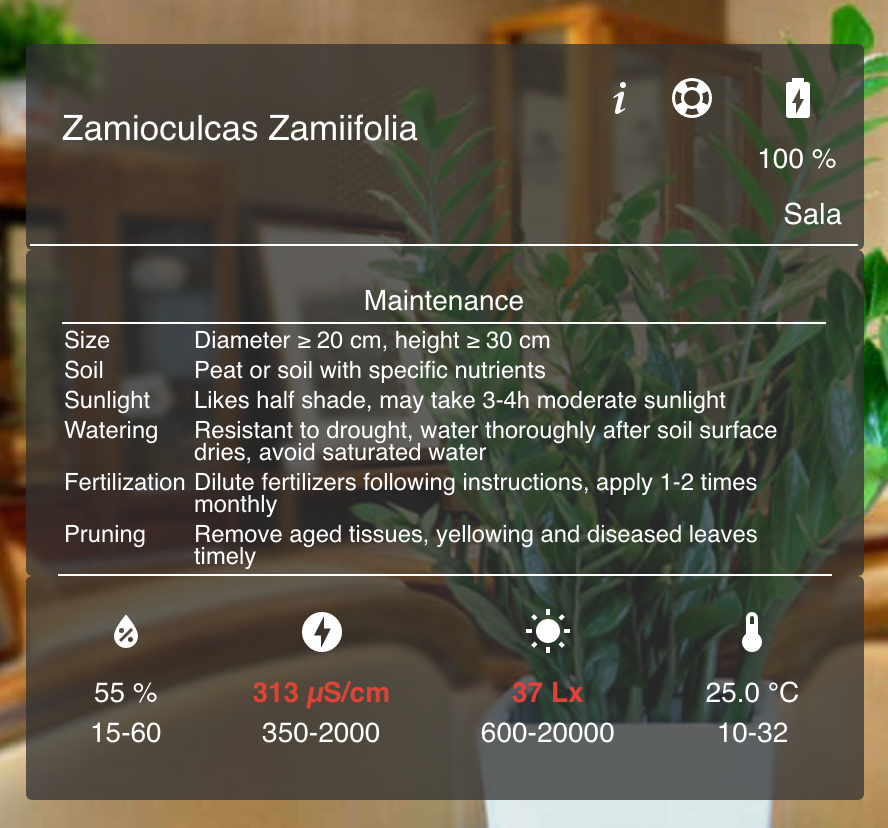 Zamioculcas Zamiifolia
i
100 %
Sala
Maintenance
Size Diameter ≥ 20 cm, height ≥ 30 cm
Soil Peat or soil with specific nutrients
Sunlight Likes half shade, may take 3-4h moderate sunlight
Watering Resistant to drought, water thoroughly after soil surface
dries, avoid saturated water
Fertilization Dilute fertilizers following instructions, apply 1-2 times
monthly
Pruning Remove aged tissues, yellowing and diseased leaves
timely
55 % 313 µS/cm 37 Lx 25.0 °C
15-60 350-2000 600-20000 10-32